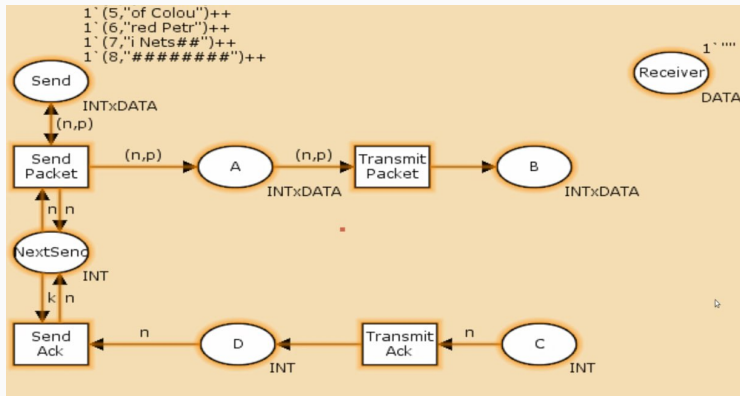 1`(5,"of Colou")++
1`(6,"red Petr")++
1`(7,"i Nets##")++
1`(8,"########")++
1`""
Send
Receiver
INTxDATA
DATA
(n,p)
Send
Packet
(n,p)
A
(n,p)
Transmit
Packet
B
INTxDATA
INTxDATA
n n
NextSend
INT
k n
Send
Ack
n
D
Transmit
Ack
n
C
INT
INT